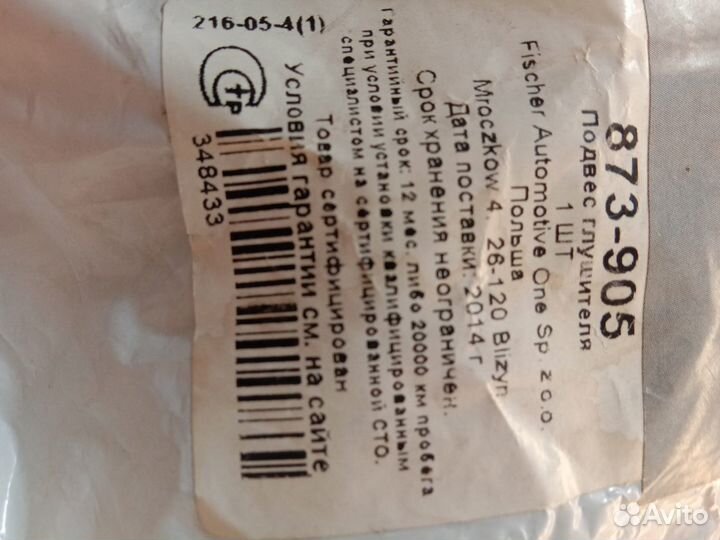 873-905
Подвес глушителя
1 ШТ
Fischer Automotive One Sp. z o.o.
Польша
Mroczkow 4, 26-120 Blizyn
Дата поставки: 2014 г
Срок хранения неограничен.
Гарантийный срок: 12 мес. либо 20000 км пробега
при условии установки квалифицированным
специалистом на сертифицированной СТО.
Товар сертифицирован
Условия гарантии см. на сайте
348433
216-05-4(1)
Avito